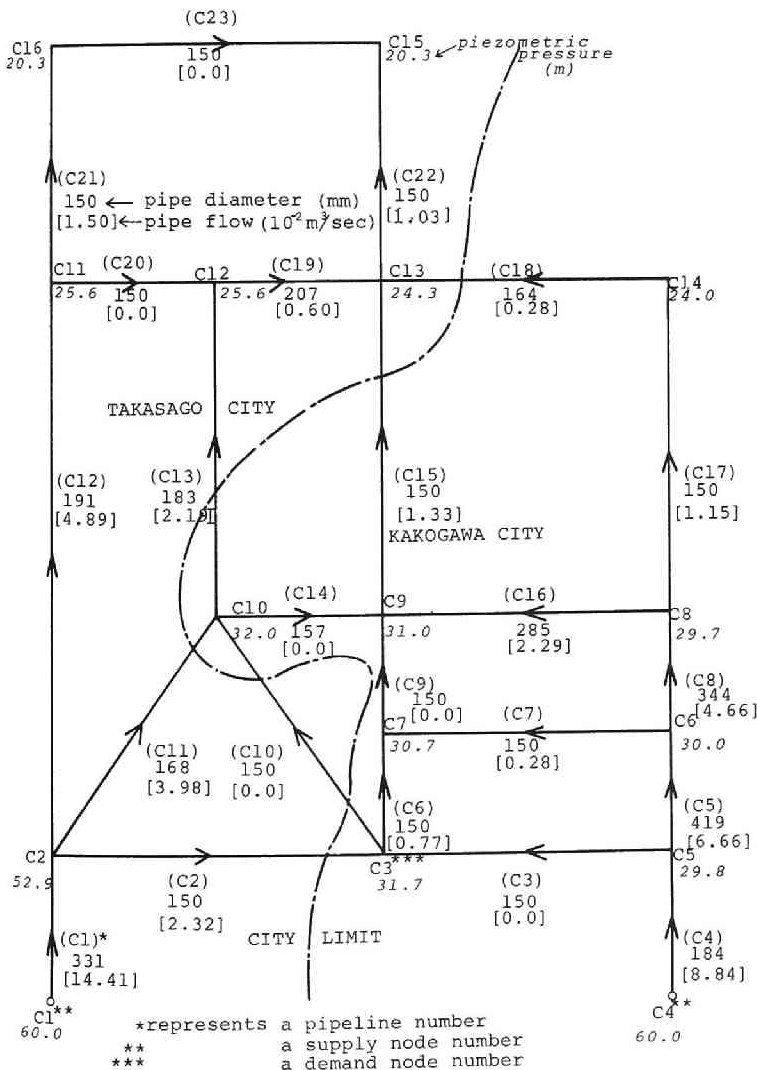 (C23)
C16
20.3
150
[0.0]
C15
20.3
piezometric
pressure
(m)
(C21)
150 ← pipe diameter (mm)
[1.50] ← pipe flow (10⁻² m³/sec)
(C22)
150
[1.03]
C11
25.6
(C20)
150
[0.0]
C12
25.6
(C19)
207
[0.60]
C13
24.3
(C18)
164
[0.28]
C14
24.0
TAKASAGO CITY
(C12)
191
[4.89]
(C13)
183
[2.19]
(C15)
150
[1.33]
(C17)
150
[1.15]
KAKOGAWA CITY
C10
32.0
(C14)
157
[0.0]
C9
31.0
(C16)
285
[2.29]
C8
29.7
(C9)
150
[0.0]
(C8)
344
[4.66]
C7
30.7
(C7)
150
[0.28]
C6
30.0
(C11)
168
[3.98]
(C10)
150
[0.0]
(C6)
150
[0.77]
(C5)
419
[6.66]
C2
52.9
C3***
31.7
C5
29.8
(C2)
150
[2.32]
(C3)
150
[0.0]
CITY LIMIT
(C1)*
331
[14.41]
(C4)
184
[8.84]
C1**
60.0
C4**
60.0
*represents a pipeline number
** a supply node number
*** a demand node number